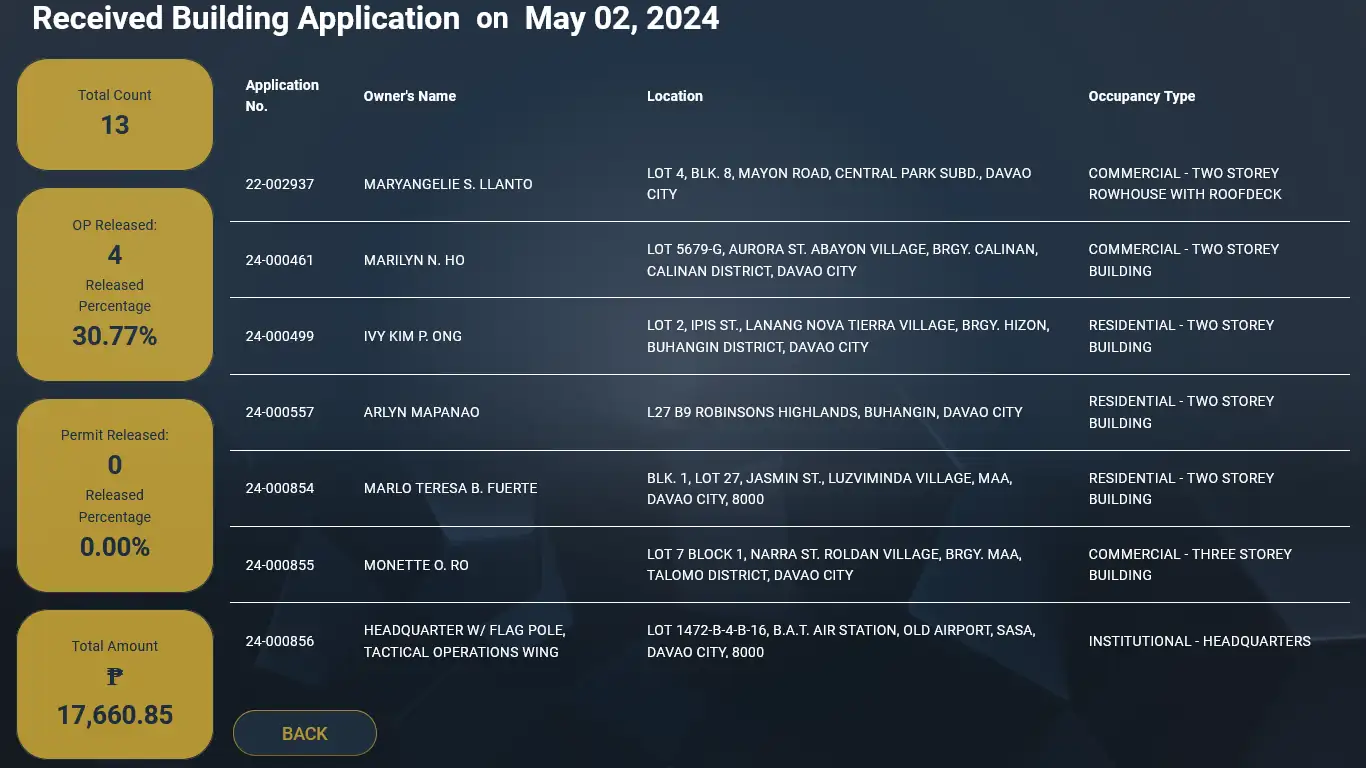 Received Building Application on May 02, 2024
Total Count
13
OP Released:
4
Released
Percentage
30.77%
Permit Released:
0
Released
Percentage
0.00%
Total Amount
₱
17,660.85
Application
No.
Owner's Name
Location
Occupancy Type
22-002937
MARYANGELIE S. LLANTO
LOT 4, BLK. 8, MAYON ROAD, CENTRAL PARK SUBD., DAVAO
CITY
COMMERCIAL - TWO STOREY
ROWHOUSE WITH ROOFDECK
24-000461
MARILYN N. HO
LOT 5679-G, AURORA ST. ABAYON VILLAGE, BRGY. CALINAN,
CALINAN DISTRICT, DAVAO CITY
COMMERCIAL - TWO STOREY
BUILDING
24-000499
IVY KIM P. ONG
LOT 2, IPIS ST., LANANG NOVA TIERRA VILLAGE, BRGY. HIZON,
BUHANGIN DISTRICT, DAVAO CITY
RESIDENTIAL - TWO STOREY
BUILDING
24-000557
ARLYN MAPANAO
L27 B9 ROBINSONS HIGHLANDS, BUHANGIN, DAVAO CITY
RESIDENTIAL - TWO STOREY
BUILDING
24-000854
MARLO TERESA B. FUERTE
BLK. 1, LOT 27, JASMIN ST., LUZVIMINDA VILLAGE, MAA,
DAVAO CITY, 8000
RESIDENTIAL - TWO STOREY
BUILDING
24-000855
MONETTE O. RO
LOT 7 BLOCK 1, NARRA ST. ROLDAN VILLAGE, BRGY. MAA,
TALOMO DISTRICT, DAVAO CITY
COMMERCIAL - THREE STOREY
BUILDING
24-000856
HEADQUARTER W/ FLAG POLE,
TACTICAL OPERATIONS WING
LOT 1472-B-4-B-16, B.A.T. AIR STATION, OLD AIRPORT, SASA,
DAVAO CITY, 8000
INSTITUTIONAL - HEADQUARTERS
BACK